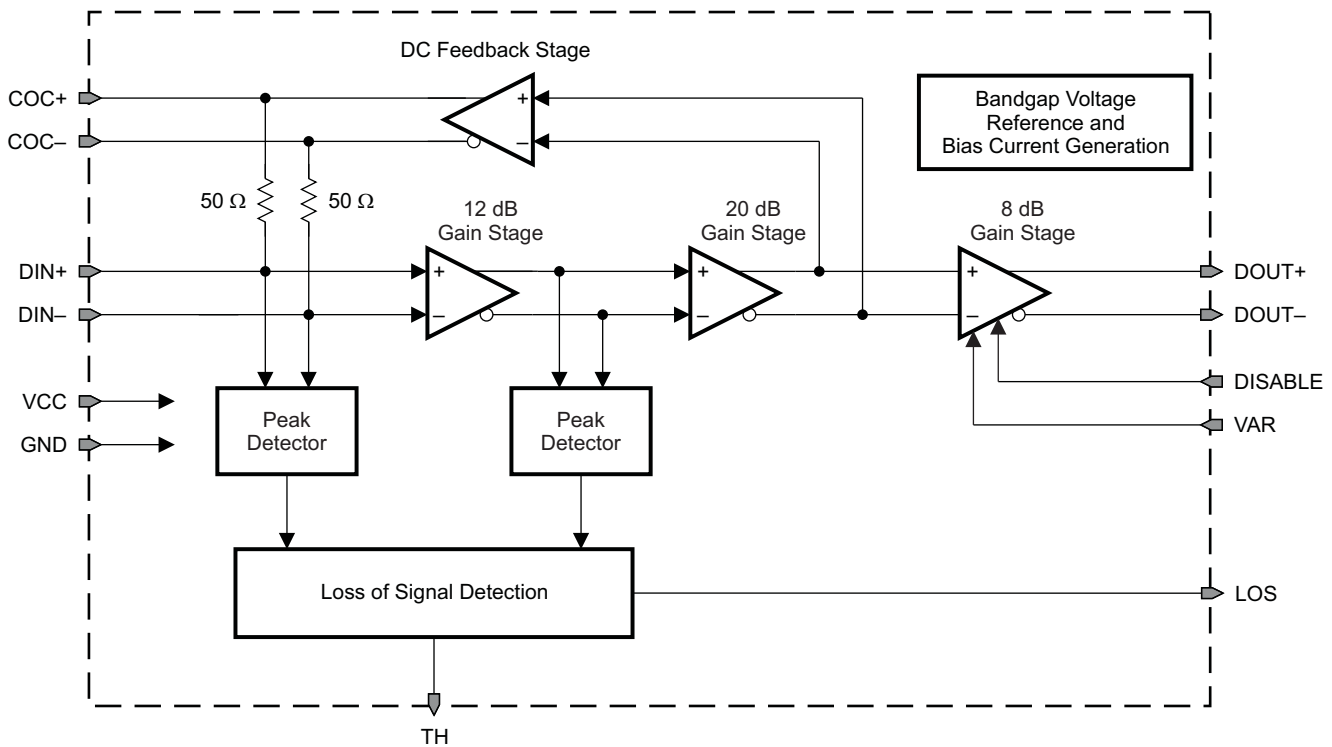 DC Feedback Stage
COC+
COC–
+
–
Bandgap Voltage
Reference and
Bias Current Generation
50 Ω
50 Ω
12 dB
Gain Stage
20 dB
Gain Stage
8 dB
Gain Stage
DIN+
DIN–
+
–
+
–
+
–
DOUT+
DOUT–
DISABLE
VAR
VCC
GND
Peak
Detector
Peak
Detector
Loss of Signal Detection
LOS
TH